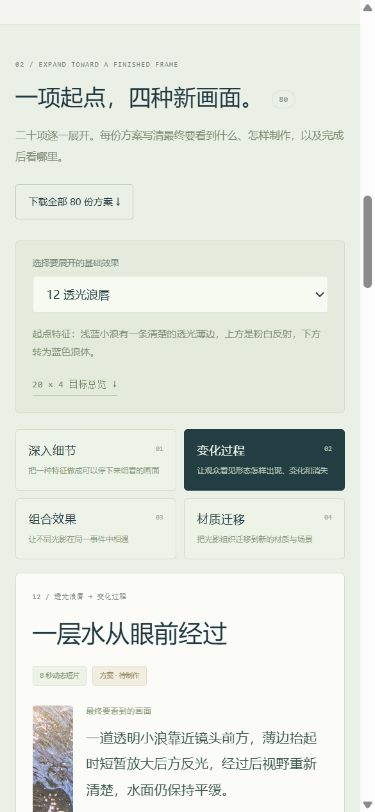 02 / EXPAND TOWARD A FINISHED FRAME
一项起点，四种新画面。 80
二十项逐一展开。每份方案写清最终要看到什么、怎样制作，以及完成
后看哪里。
下载全部 80 份方案 ↓
选择要展开的基础效果
12 透光浪唇
起点特征：浅蓝小浪有一条清楚的透光薄边，上方是粉白反射，下方
转为蓝色浪体。
20 × 4 目标总览 ↓
深入细节 01
把一种特征做成可以停下来细看的画面
变化过程 02
让观众看见形态怎样出现、变化和消失
组合效果 03
让不同光影在同一事件中相遇
材质迁移 04
把光影组织迁移到新的材质与场景
12 / 透光浪唇 → 变化过程
一层水从眼前经过
8 秒动态短片 方案 · 待制作
最终要看到的画面
一道透明小浪靠近镜头前方，薄边抬起
时短暂放大后方反光，经过后视野重新
清楚，水面仍保持平缓。